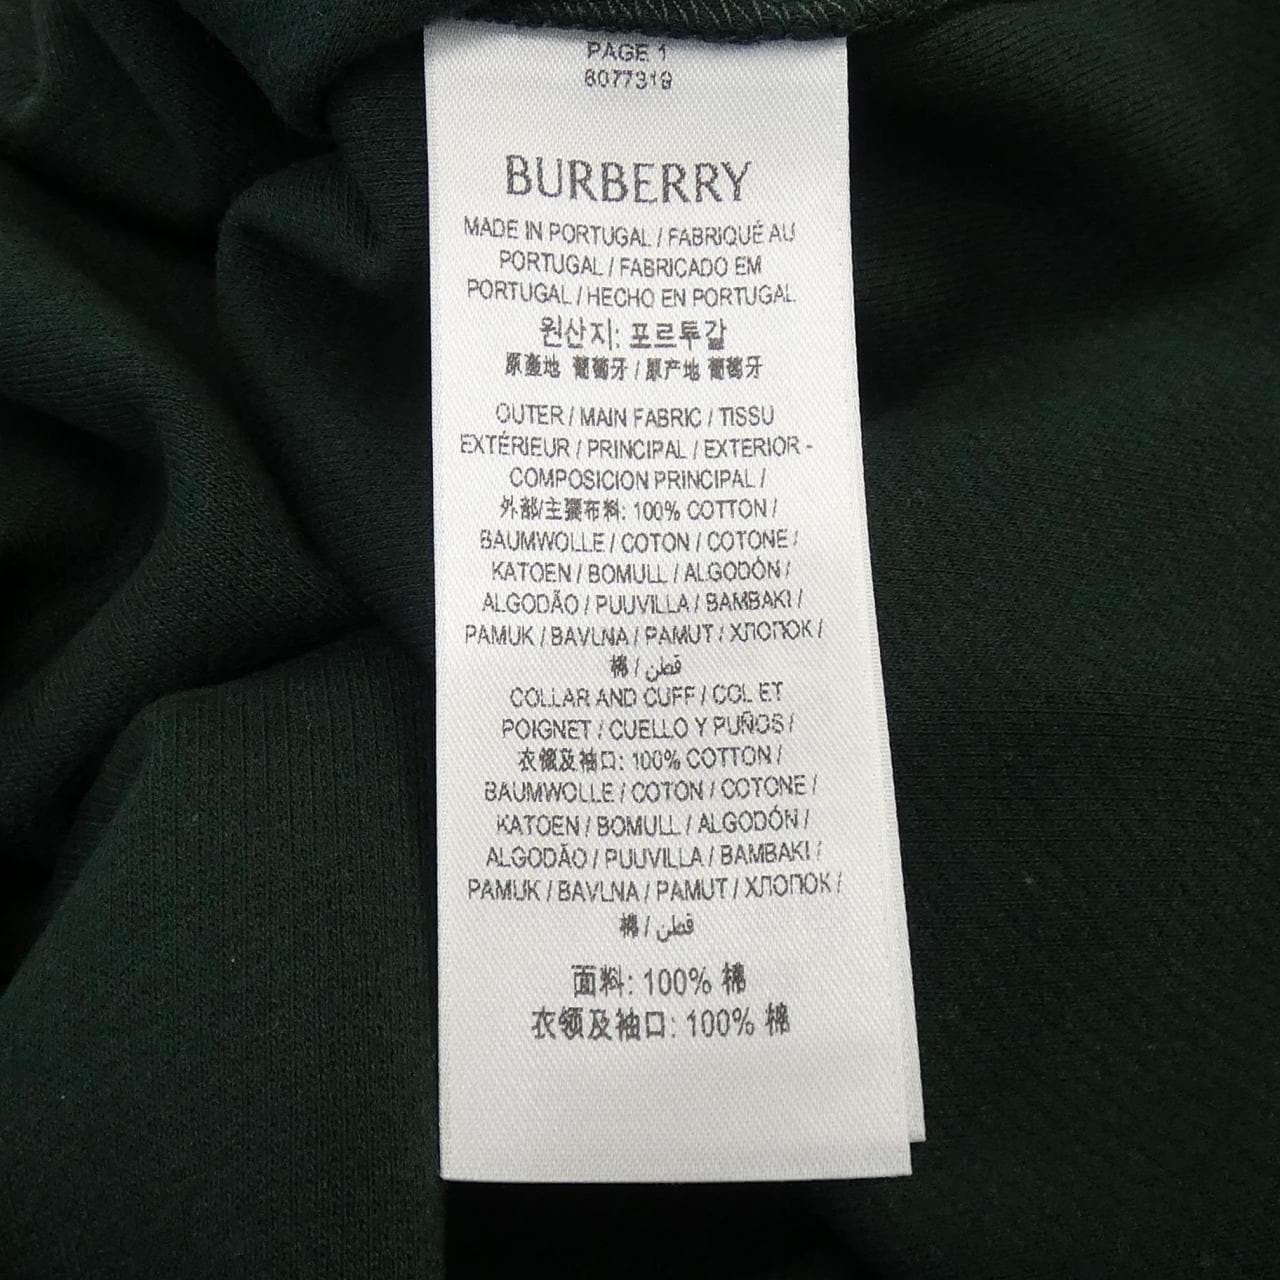 PAGE 1
8077319
BURBERRY
MADE IN PORTUGAL / FABRIQUÉ AU
PORTUGAL / FABRICADO EM
PORTUGAL / HECHO EN PORTUGAL
원산지: 포르투갈
原產地 葡萄牙 / 原产地 葡萄牙
OUTER / MAIN FABRIC / TISSU
EXTÉRIEUR / PRINCIPAL / EXTERIOR -
COMPOSICION PRINCIPAL /
外部/主要布料: 100% COTTON /
BAUMWOLLE / COTON / COTONE /
KATOEN / BOMULL / ALGODÓN /
ALGODÃO / PUUVILLA / BAMBAKI /
PAMUK / BAVLNA / PAMUT / ХЛОПОК /
棉 / قطن
COLLAR AND CUFF / COL ET
POIGNET / CUELLO Y PUÑOS /
衣领及袖口: 100% COTTON /
BAUMWOLLE / COTON / COTONE /
KATOEN / BOMULL / ALGODÓN /
ALGODÃO / PUUVILLA / BAMBAKI /
PAMUK / BAVLNA / PAMUT / ХЛОПОК /
棉 / قطن
面料: 100% 棉
衣领及袖口: 100% 棉